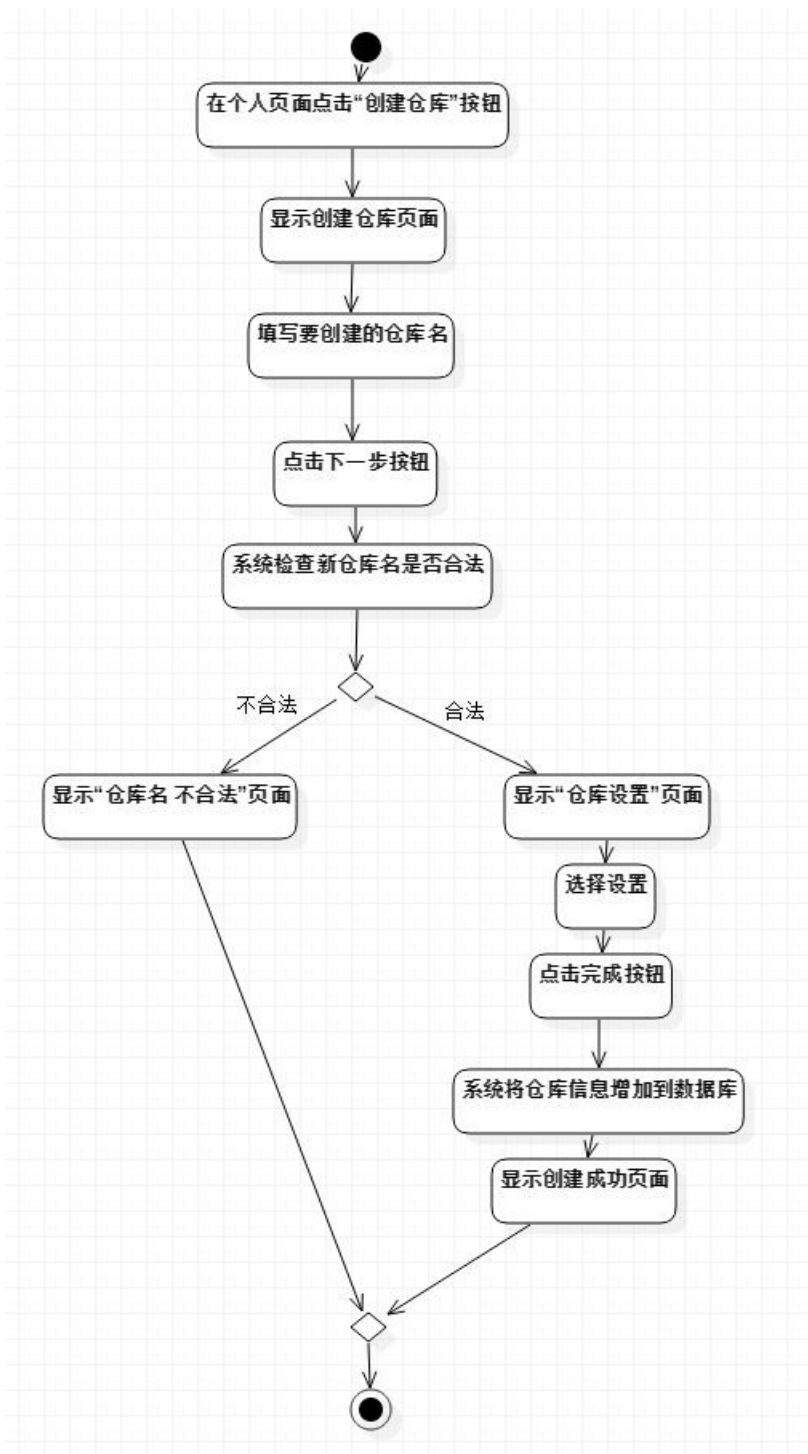 在个人页面点击“创建仓库”按钮
显示创建仓库页面
填写要创建的仓库名
点击下一步按钮
系统检查新仓库名是否合法
不合法
合法
显示“仓库名 不合法”页面
显示“仓库设置”页面
选择设置
点击完成按钮
系统将仓库信息增加到数据库
显示创建成功页面